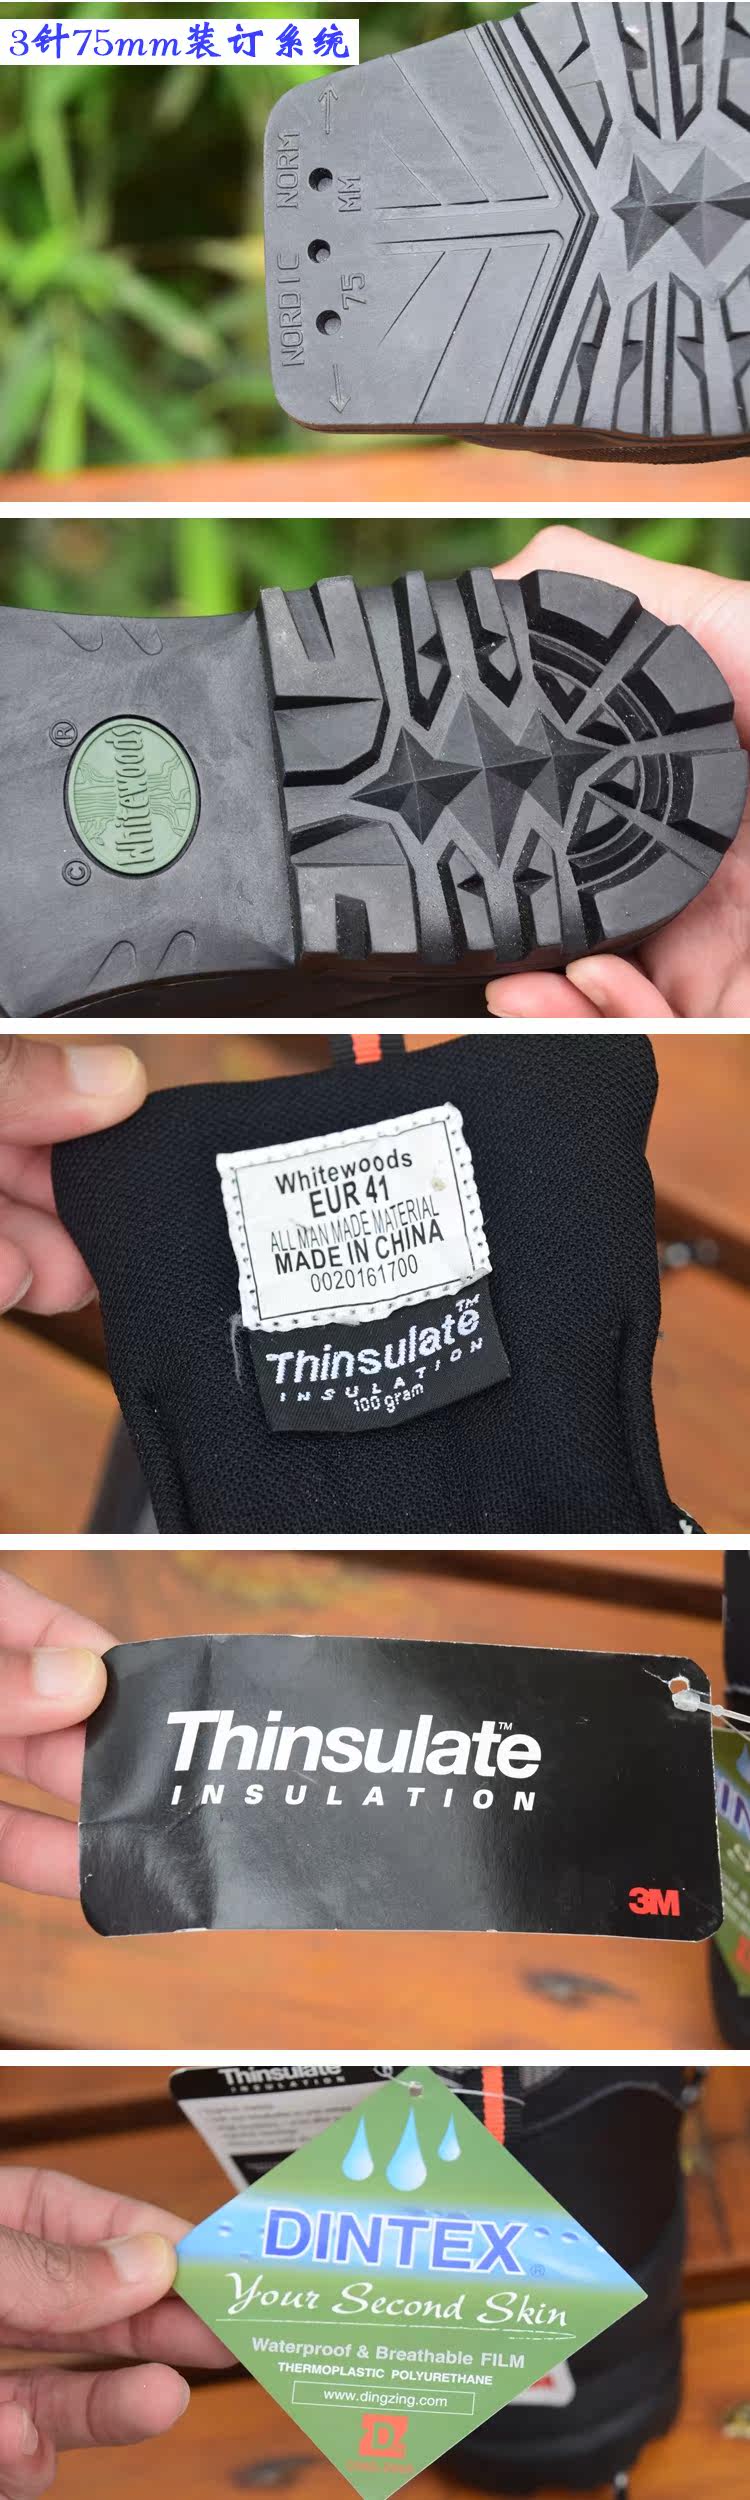 3针75mm装订系统
NORDIC NORM
75 MM
Whitewoods
®
©
Whitewoods
EUR 41
ALL MAN MADE MATERIAL
MADE IN CHINA
0020161700
Thinsulate™
INSULATION
100 gram
Thinsulate™
INSULATION
3M
IN
Thinsulate
INSULATION
DINTEX®
Your Second Skin
Waterproof & Breathable FILM
THERMOPLASTIC POLYURETHANE
www.dingzing.com
D